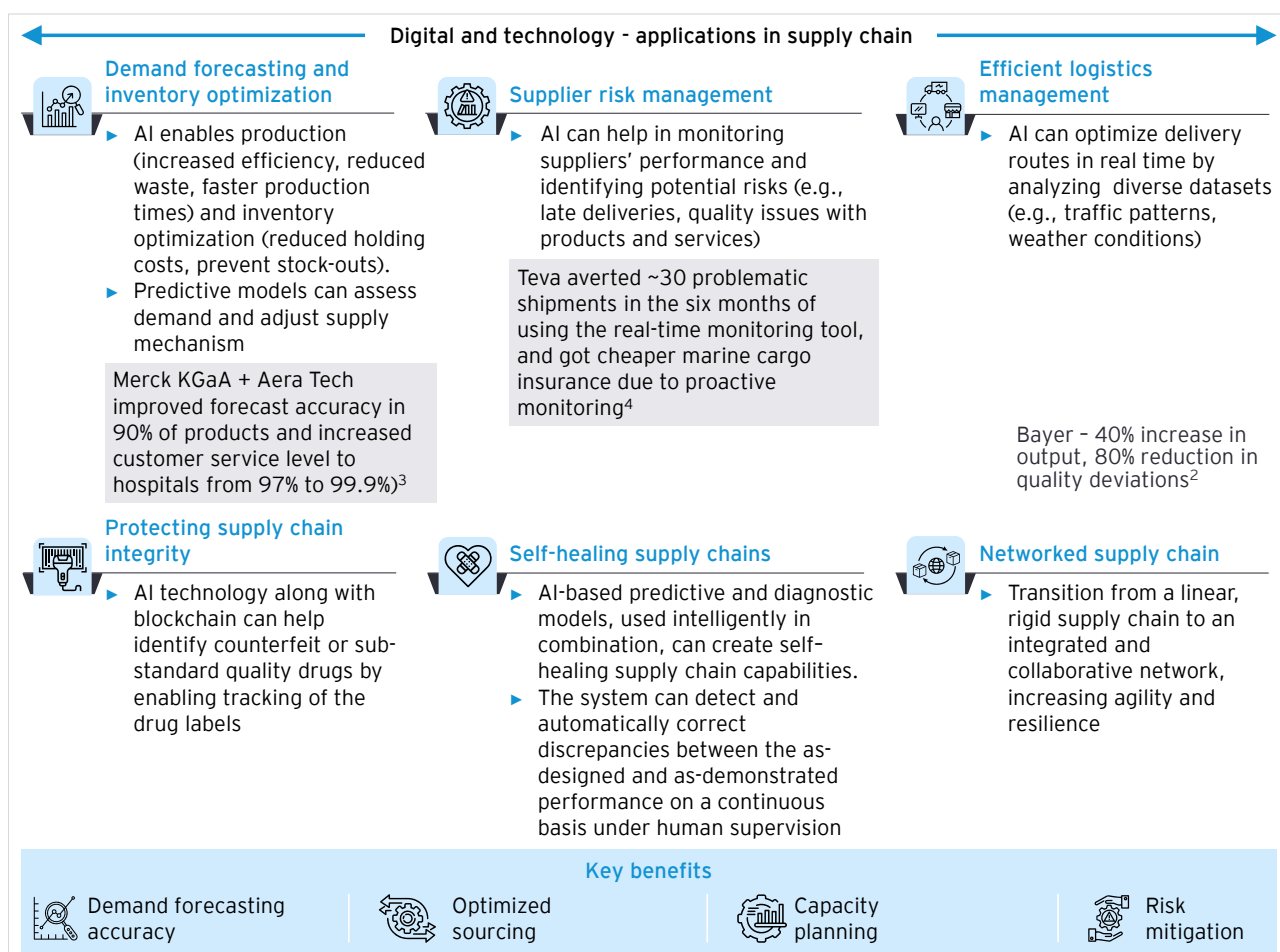 Digital and technology - applications in supply chain
Demand forecasting and
inventory optimization
► AI enables production
(increased efficiency, reduced
waste, faster production
times) and inventory
optimization (reduced holding
costs, prevent stock-outs).
► Predictive models can assess
demand and adjust supply
mechanism
Merck KGaA + Aera Tech
improved forecast accuracy in
90% of products and increased
customer service level to
hospitals from 97% to 99.9%)³
Supplier risk management
► AI can help in monitoring
suppliers' performance and
identifying potential risks (e.g.,
late deliveries, quality issues with
products and services)
Teva averted ~30 problematic
shipments in the six months of
using the real-time monitoring tool,
and got cheaper marine cargo
insurance due to proactive
monitoring⁴
Efficient logistics
management
► AI can optimize delivery
routes in real time by
analyzing diverse datasets
(e.g., traffic patterns,
weather conditions)
Bayer – 40% increase in
output, 80% reduction in
quality deviations²
Protecting supply chain
integrity
► AI technology along with
blockchain can help
identify counterfeit or sub-
standard quality drugs by
enabling tracking of the
drug labels
Self-healing supply chains
► AI-based predictive and diagnostic
models, used intelligently in
combination, can create self–
healing supply chain capabilities.
► The system can detect and
automatically correct
discrepancies between the as-
designed and as-demonstrated
performance on a continuous
basis under human supervision
Networked supply chain
► Transition from a linear,
rigid supply chain to an
integrated and
collaborative network,
increasing agility and
resilience
Key benefits
Demand forecasting
accuracy
Optimized
sourcing
Capacity
planning
Risk
mitigation